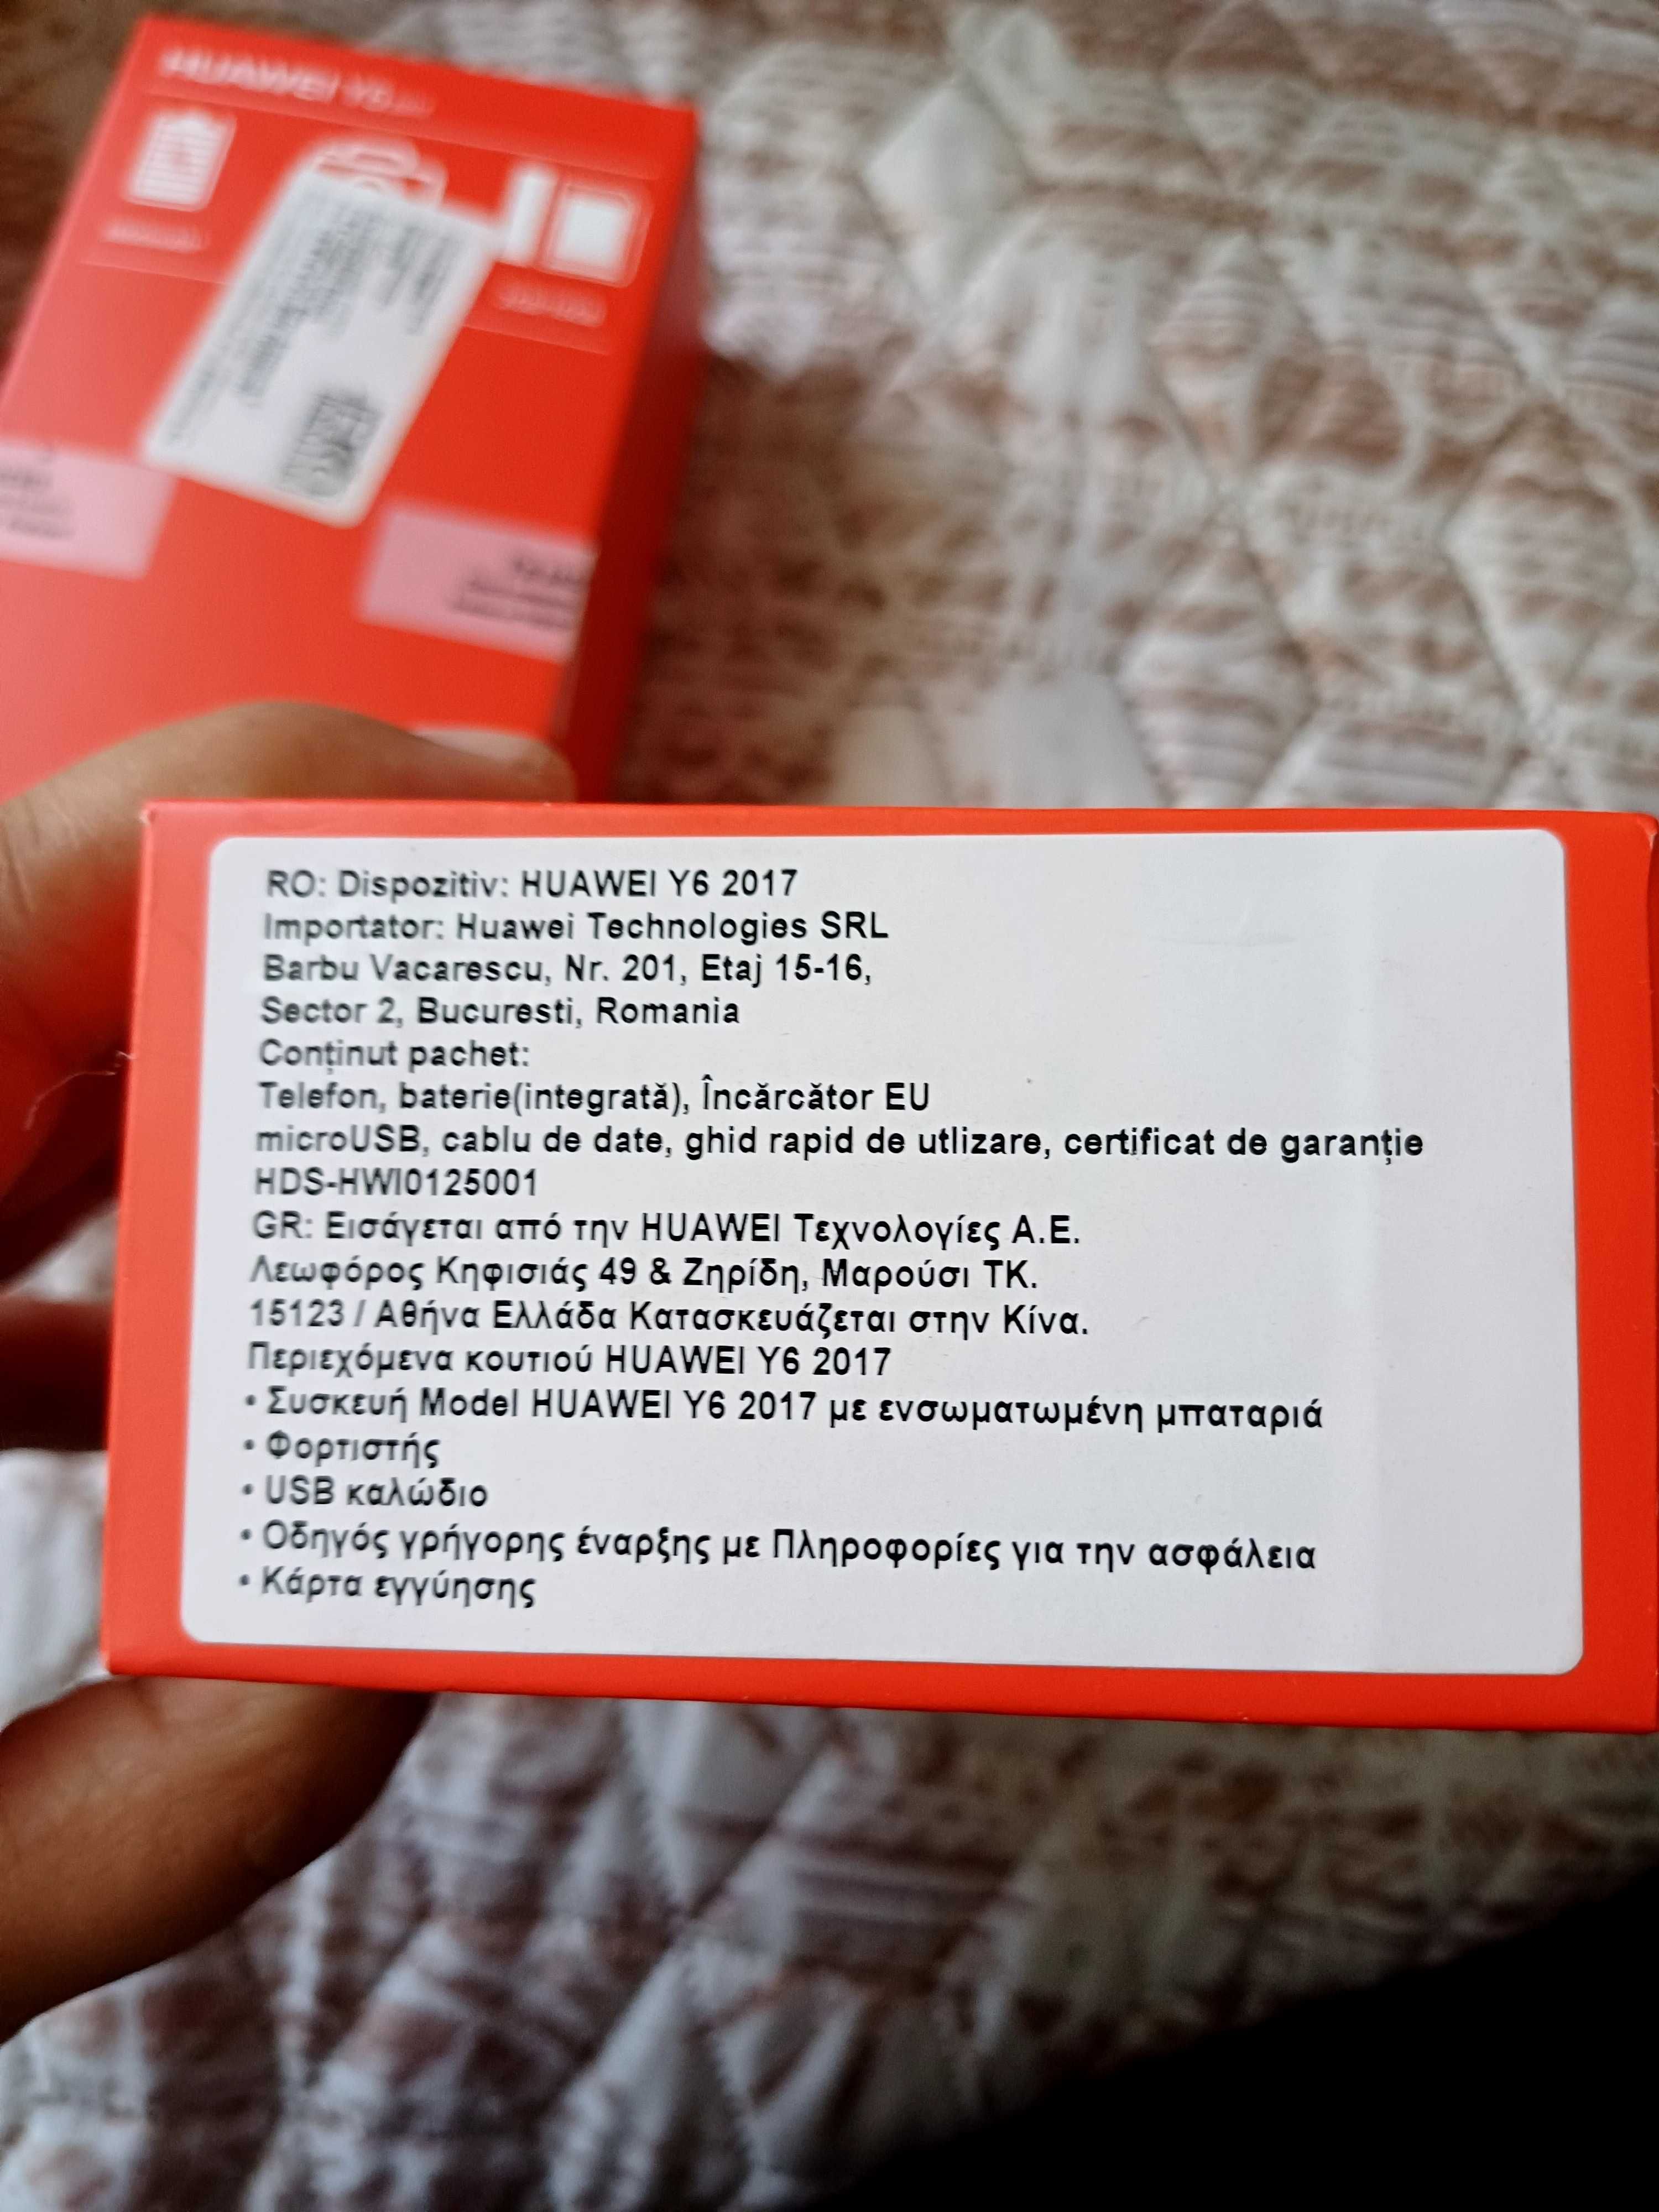 HUAWEI
RO: Dispozitiv: HUAWEI Y6 2017
Importator: Huawei Technologies SRL
Barbu Vacarescu, Nr. 201, Etaj 15-16,
Sector 2, Bucuresti, Romania
Conținut pachet:
Telefon, baterie(integrată), Încărcător EU
microUSB, cablu de date, ghid rapid de utlizare, certificat de garanție
HDS-HWI0125001
GR: Εισάγεται από την HUAWEI Τεχνολογίες Α.Ε.
Λεωφόρος Κηφισιάς 49 & Ζηρίδη, Μαρούσι ΤΚ.
15123 / Αθήνα Ελλάδα Κατασκευάζεται στην Κίνα.
Περιεχόμενα κουτιού HUAWEI Y6 2017
• Συσκευή Model HUAWEI Y6 2017 με ενσωματωμένη μπαταριά
• Φορτιστής
• USB καλώδιο
• Οδηγός γρήγορης έναρξης με Πληροφορίες για την ασφάλεια
• Κάρτα εγγύησης